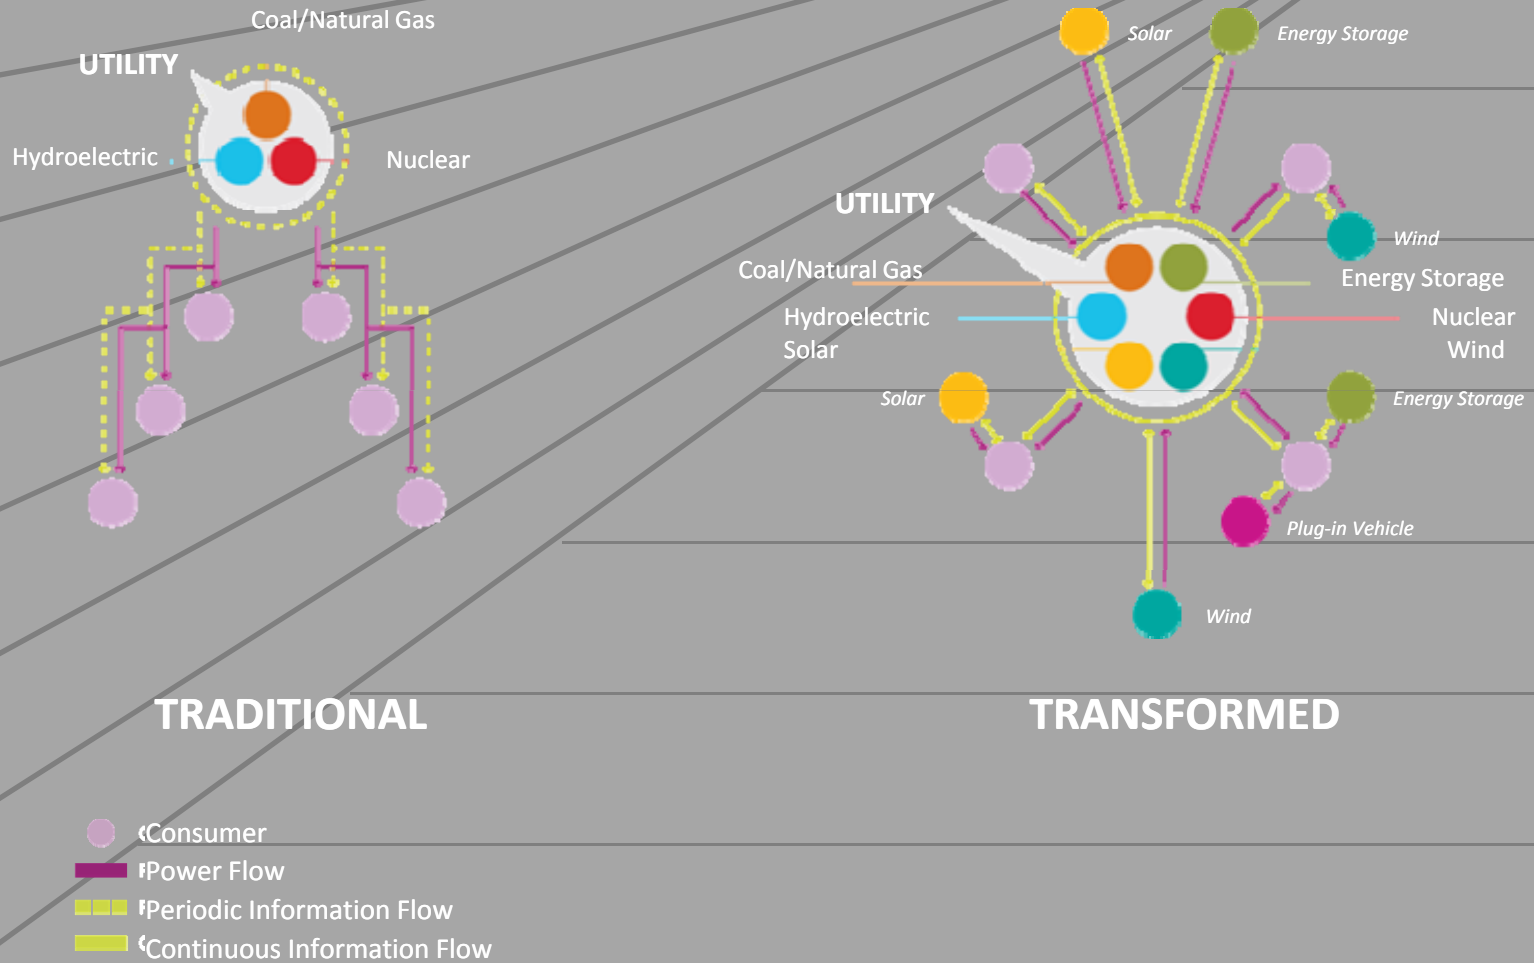 Coal/Natural Gas
UTILITY
Hydroelectric
Nuclear
TRADITIONAL
Solar
Energy Storage
UTILITY
Wind
Coal/Natural Gas
Energy Storage
Hydroelectric
Nuclear
Solar
Wind
Solar
Energy Storage
Plug-in Vehicle
Wind
TRANSFORMED
Consumer
Power Flow
Periodic Information Flow
Continuous Information Flow